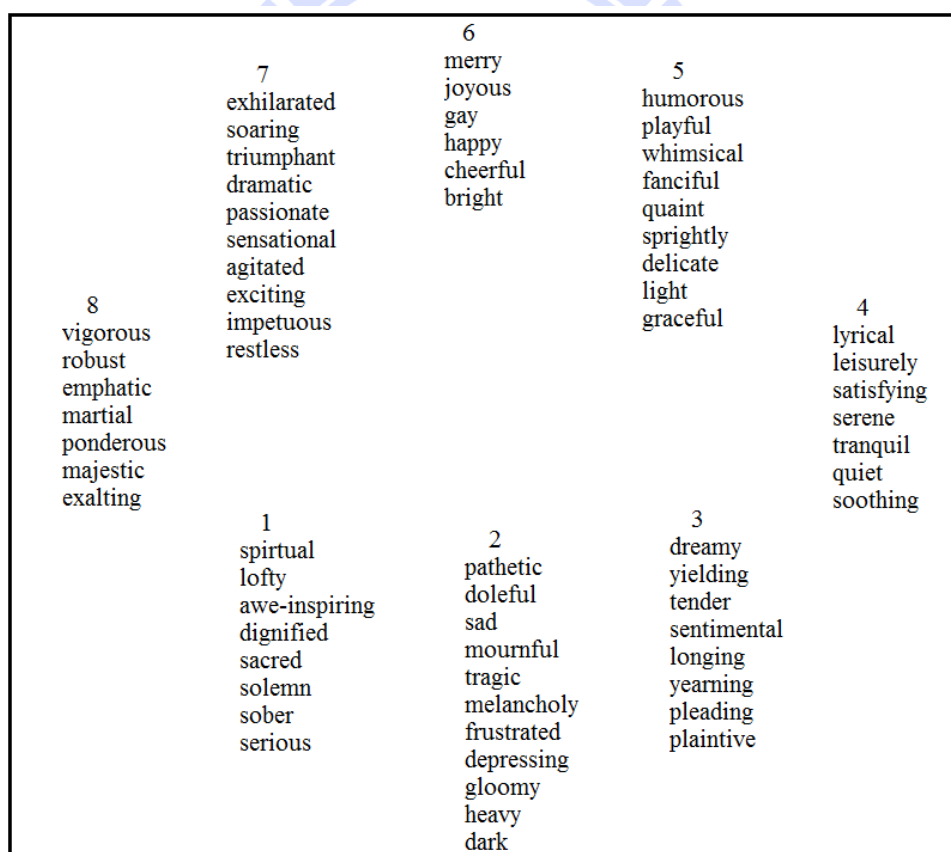 6
merry
joyous
gay
happy
cheerful
bright
7
exhilarated
soaring
triumphant
dramatic
passionate
sensational
agitated
exciting
impetuous
restless
5
humorous
playful
whimsical
fanciful
quaint
sprightly
delicate
light
graceful
8
vigorous
robust
emphatic
martial
ponderous
majestic
exalting
4
lyrical
leisurely
satisfying
serene
tranquil
quiet
soothing
1
spirtual
lofty
awe-inspiring
dignified
sacred
solemn
sober
serious
2
pathetic
doleful
sad
mournful
tragic
melancholy
frustrated
depressing
gloomy
heavy
dark
3
dreamy
yielding
tender
sentimental
longing
yearning
pleading
plaintive